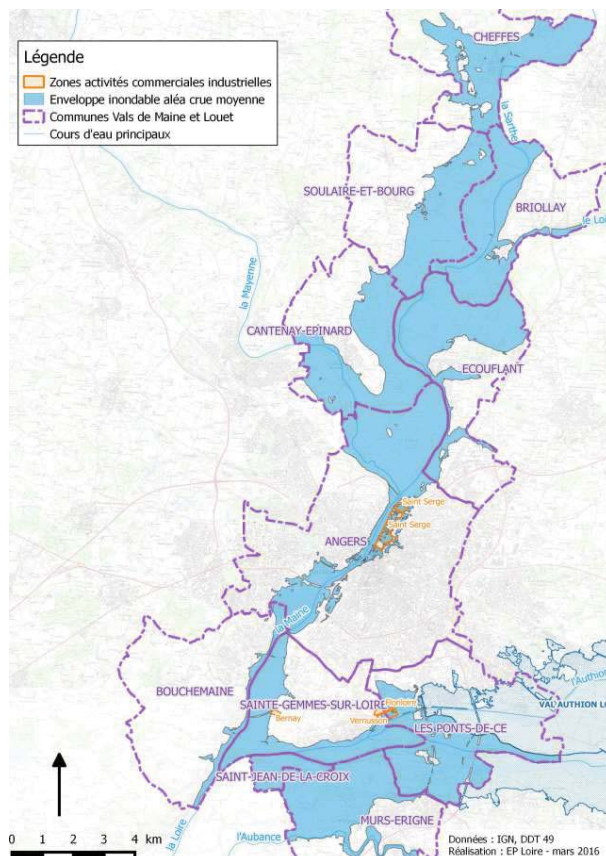 CHEFFES
Légende
Zones activités commerciales industrielles
Enveloppe inondable aléa crue moyenne
Communes Vals de Maine et Louet
Cours d'eau principaux
la Sarthe
SOULAIRE-ET-BOURG
BRIOLLAY
le Loi
la Mayenne
CANTENAY-EPINARD
ECOUFLANT
Saint Serge
Saint Serge
ANGERS
la Maine
l'Authion
BOUCHEMAINE
SAINTE-GEMMES-SUR-LOIRE
Florloire
VAL AUTHION LO
Bernay
Vernusson
LES PONTS-DE-CE
SAINT-JEAN-DE-LA-CROIX
MURS-ERIGNE
la Loire
l'Aubance
0 1 2 3 4 km
Données : IGN, DDT 49
Réalisation : EP Loire - mars 2016